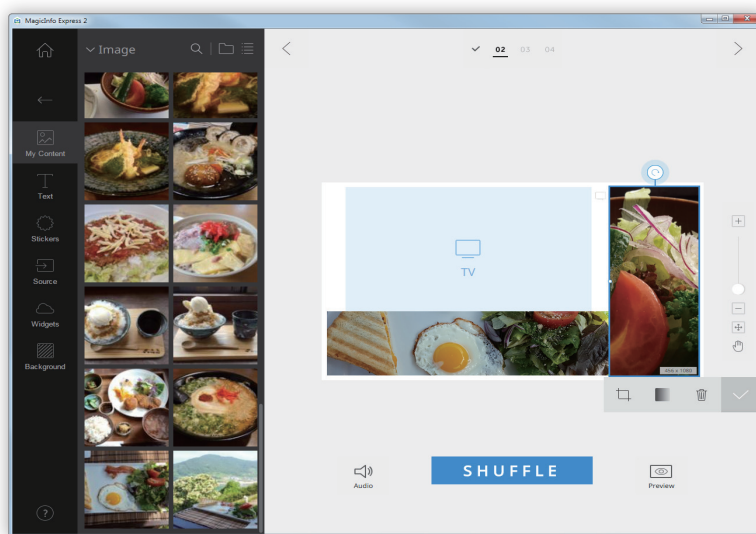 MagicInfo Express 2
Image
02 03 04
My Content
Text
Stickers
Source
Widgets
Background
TV
Audio
SHUFFLE
Preview